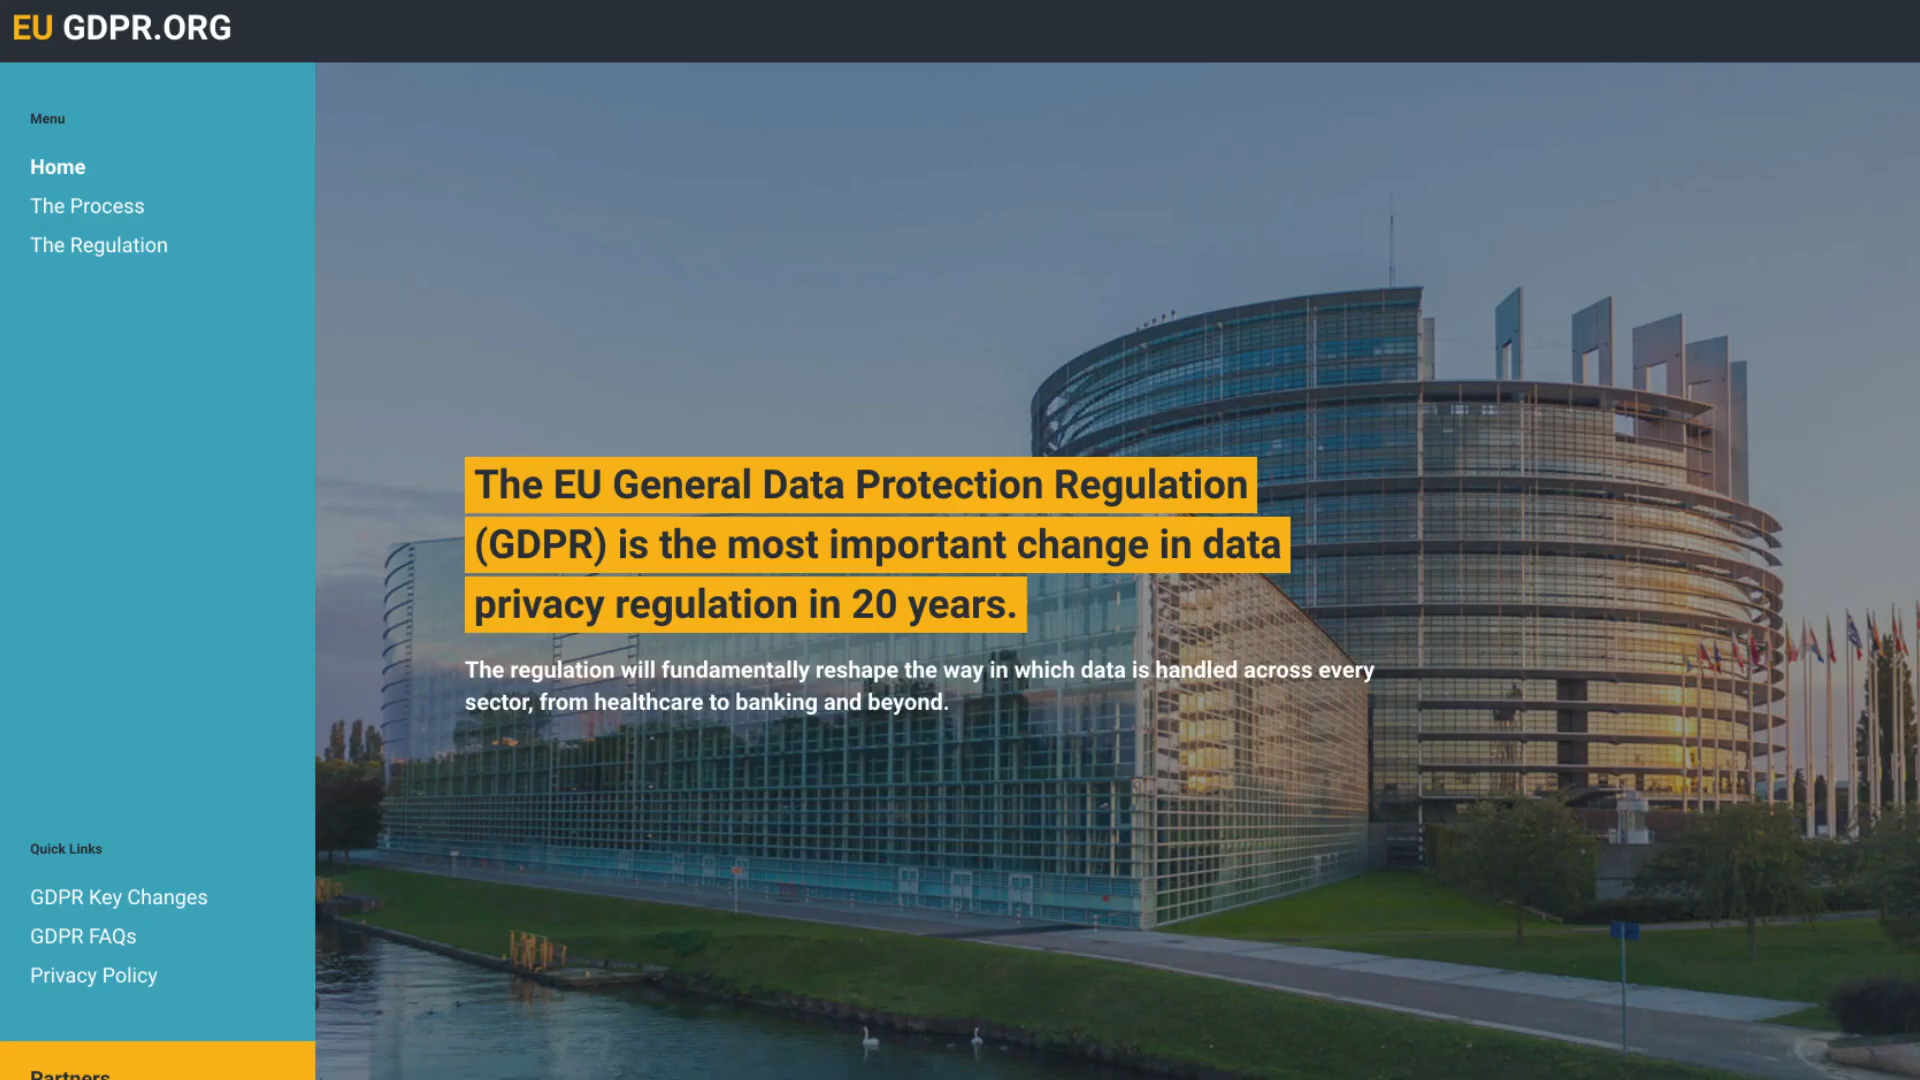 EU GDPR.ORG
Menu
Home
The Process
The Regulation
The EU General Data Protection Regulation
(GDPR) is the most important change in data
privacy regulation in 20 years.
The regulation will fundamentally reshape the way in which data is handled across every
sector, from healthcare to banking and beyond.
Quick Links
GDPR Key Changes
GDPR FAQs
Privacy Policy
Partners